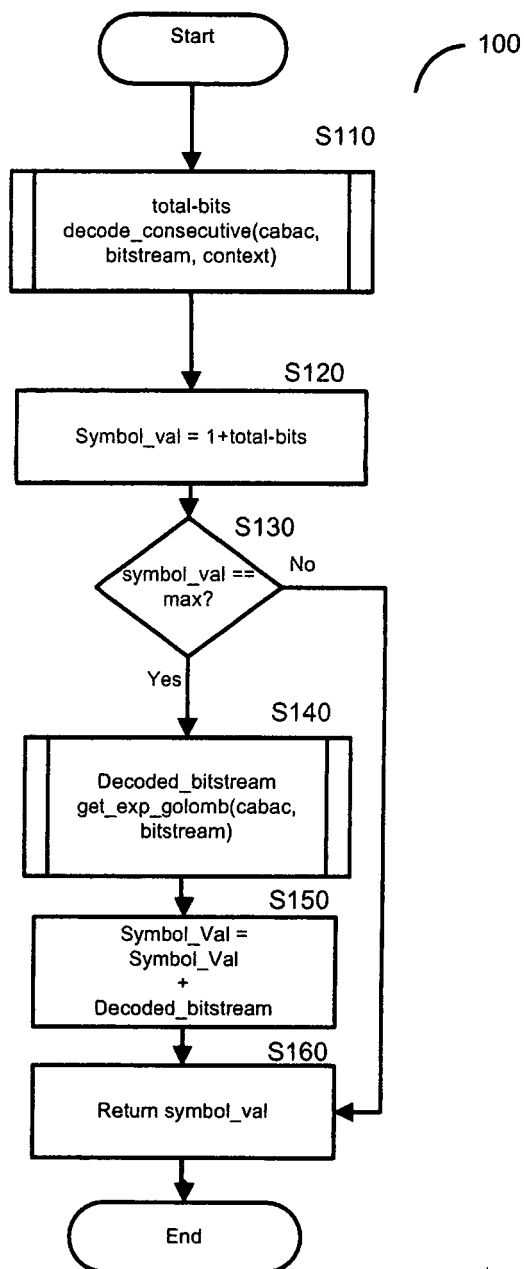 Start
100
S110
total-bits
decode_consecutive(cabac,
bitstream, context)
S120
Symbol_val = 1+total-bits
S130
symbol_val ==
max?
No
Yes
S140
Decoded_bitstream
get_exp_golomb(cabac,
bitstream)
S150
Symbol_Val =
Symbol_Val
+
Decoded_bitstream
S160
Return symbol_val
End